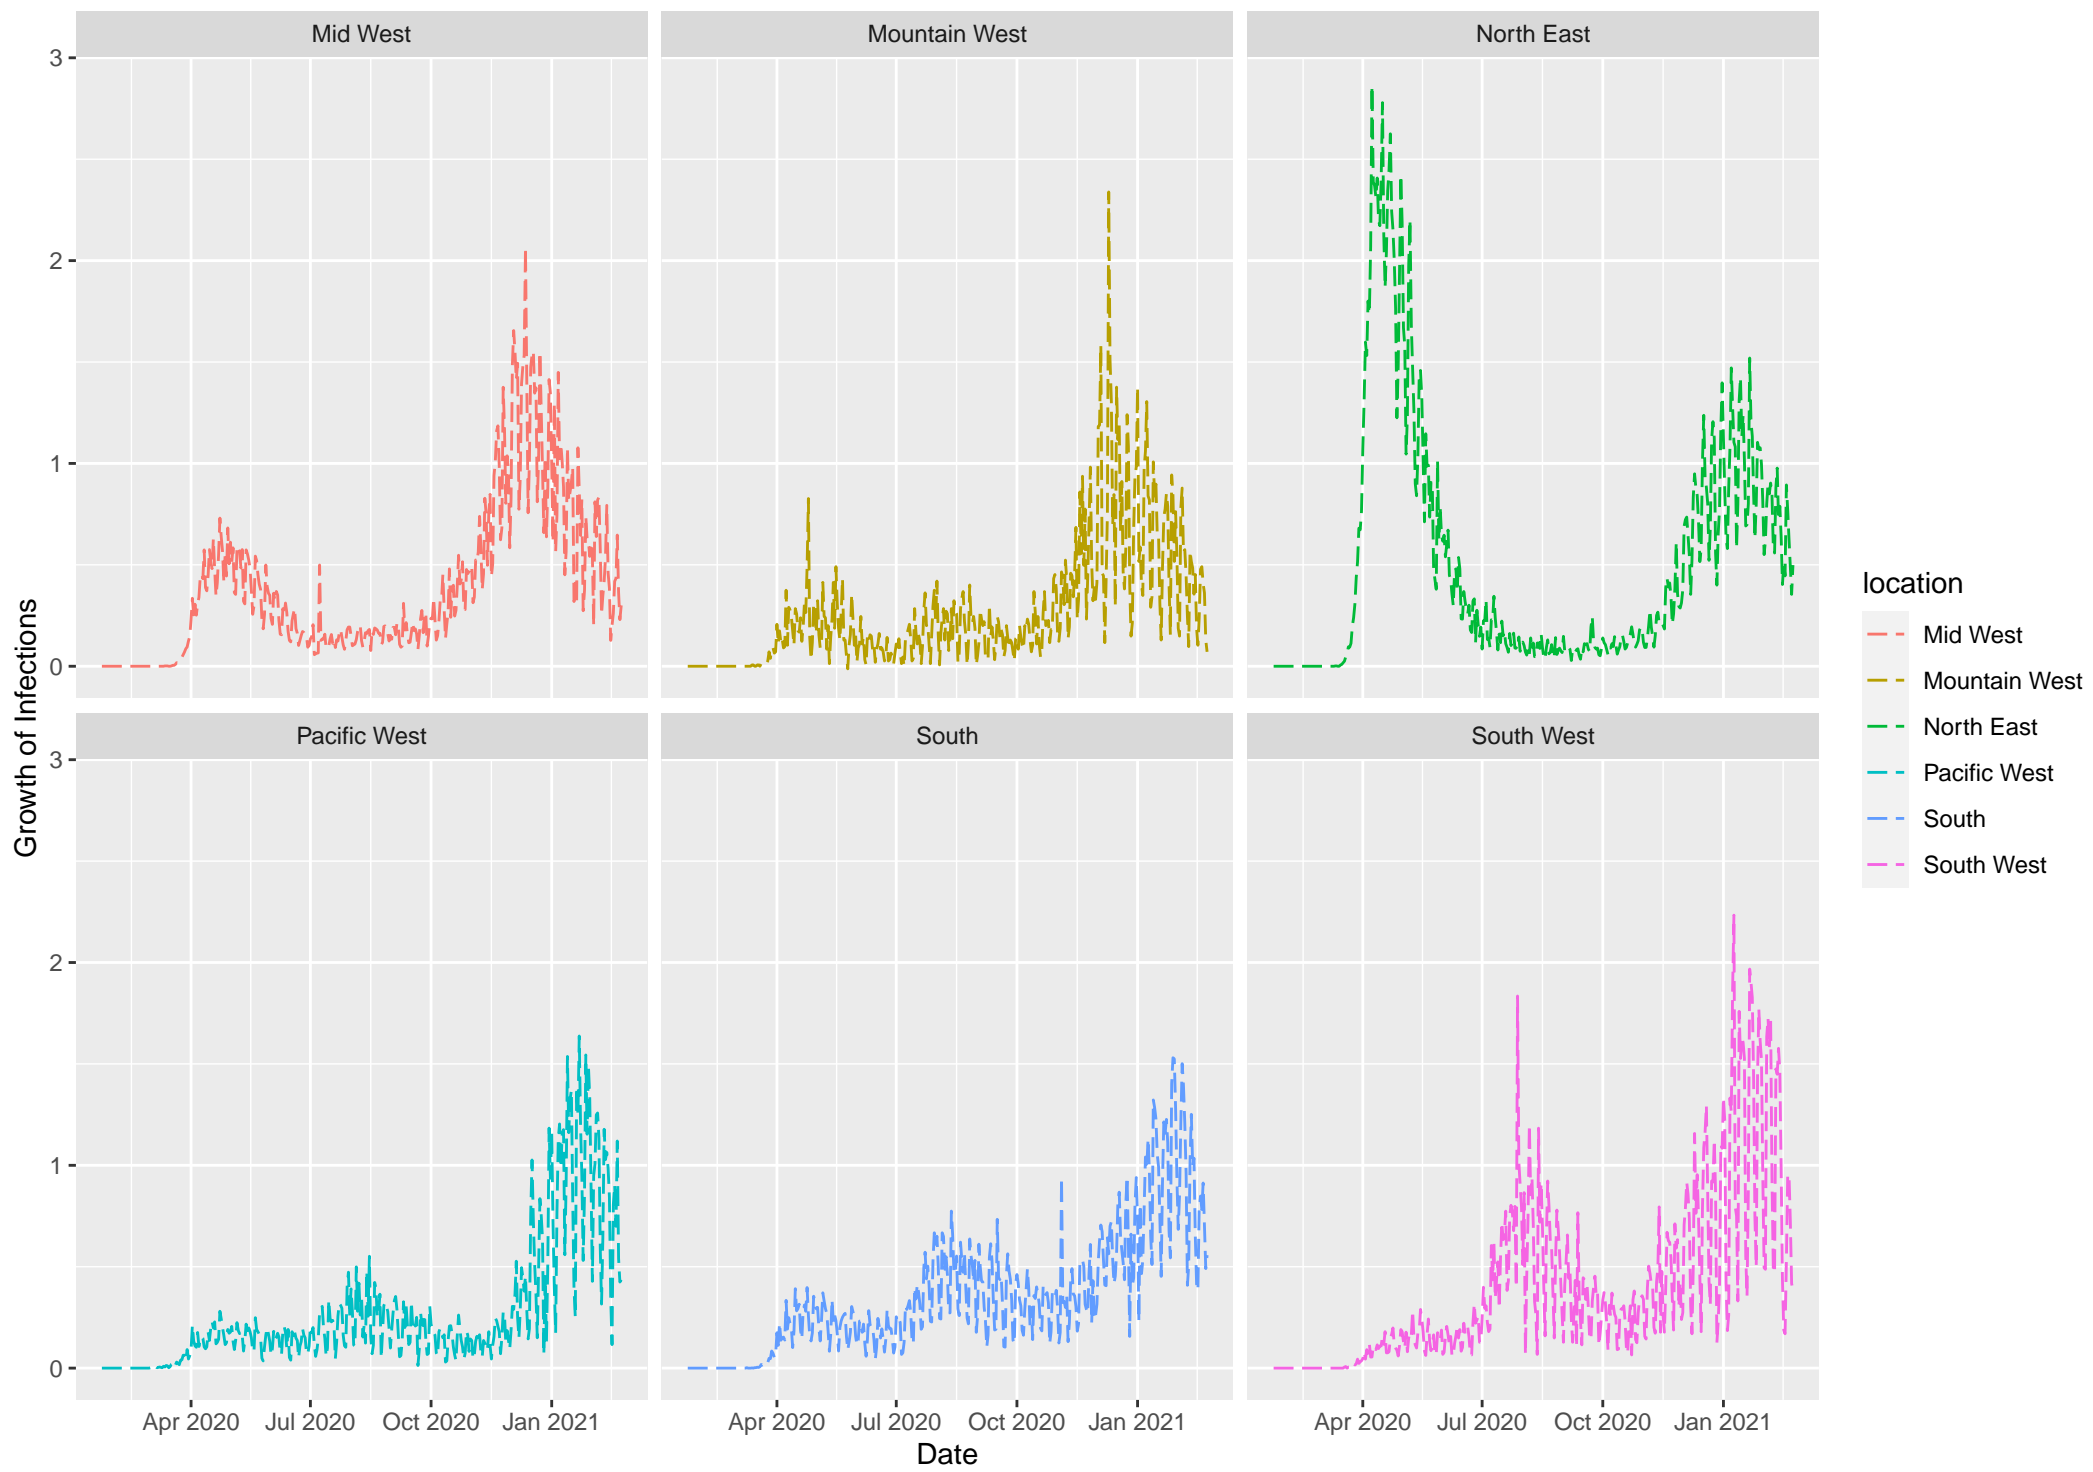 Mid West
Mountain West
North East
3
2
1
0
Pacific West
South
South West
3
2
1
0
Apr 2020 Jul 2020 Oct 2020 Jan 2021
Apr 2020 Jul 2020 Oct 2020 Jan 2021
Apr 2020 Jul 2020 Oct 2020 Jan 2021
Date
Growth of Infections
location
Mid West
Mountain West
North East
Pacific West
South
South West